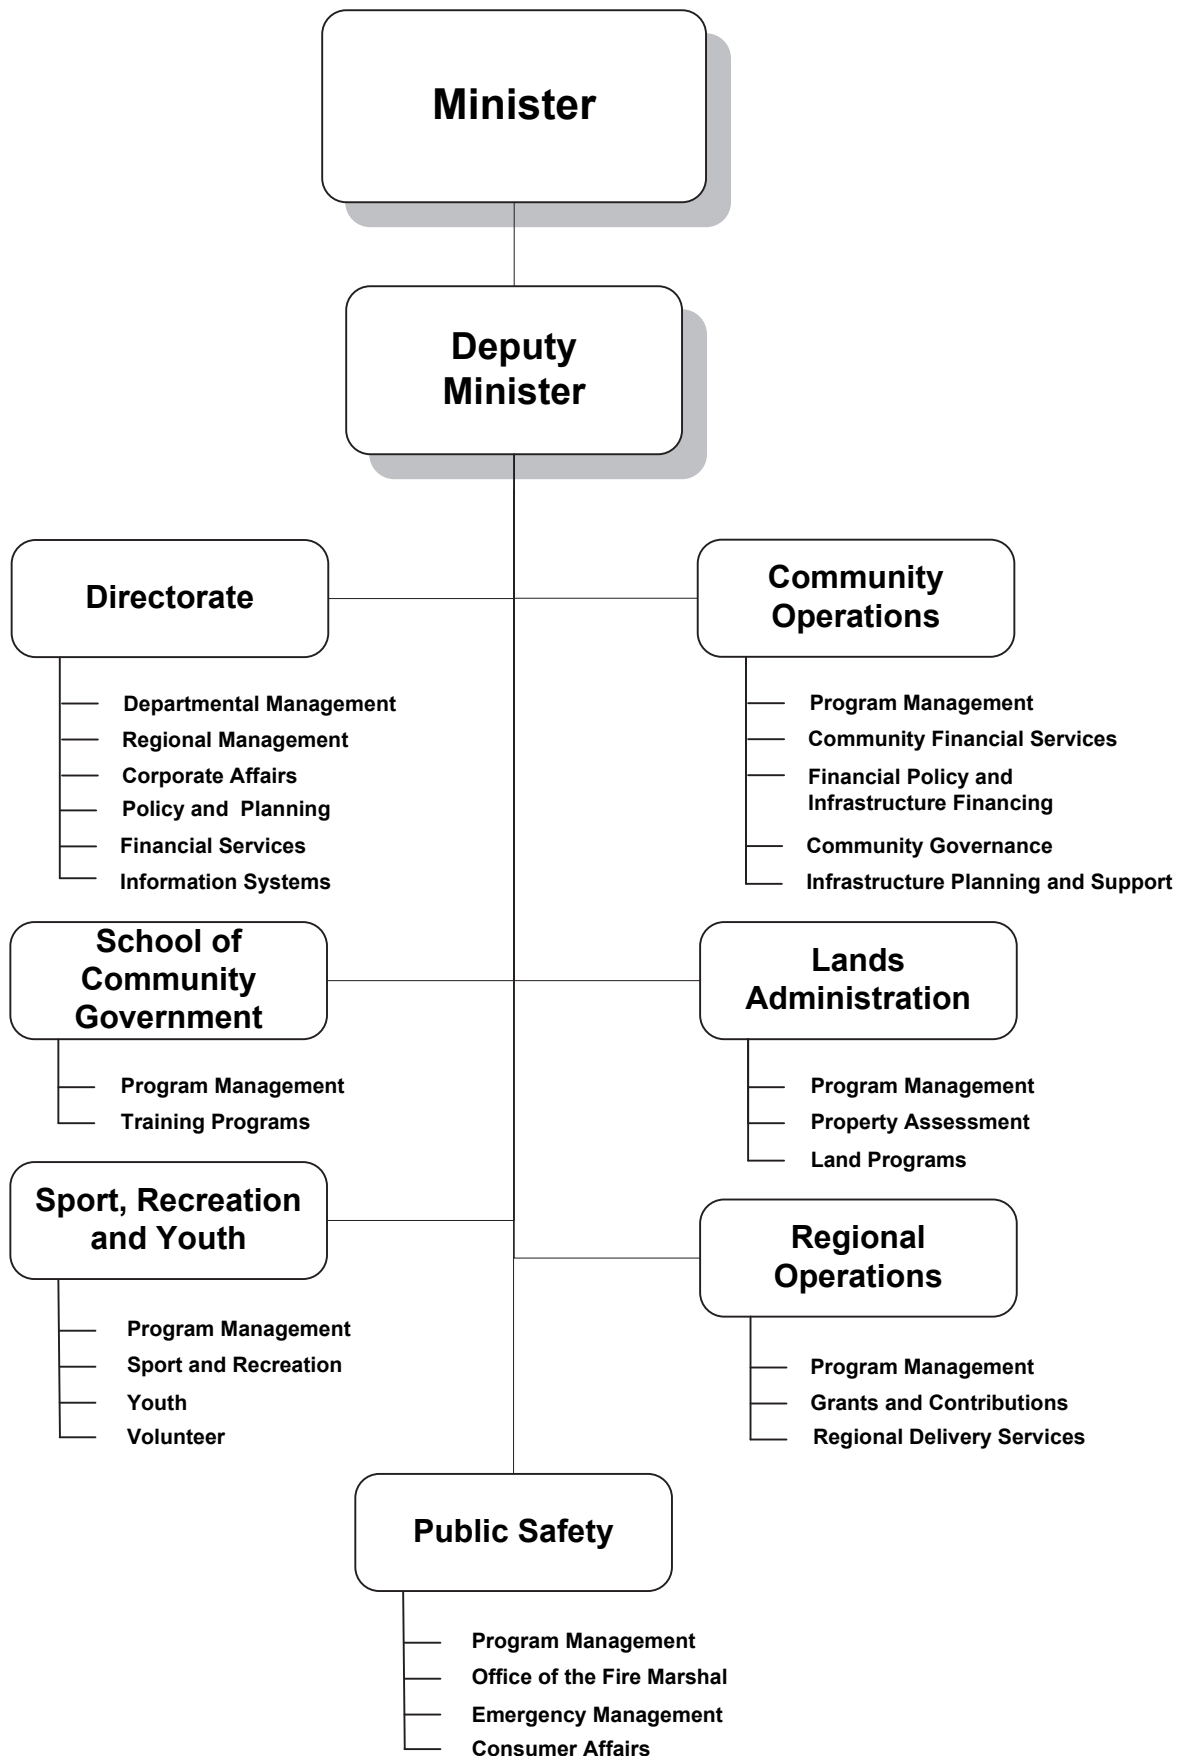 Minister
Deputy
Minister
Directorate
Departmental Management
Regional Management
Corporate Affairs
Policy and  Planning
Financial Services
Information Systems
Community
Operations
Program Management
Community Financial Services
Financial Policy and
Infrastructure Financing
Community Governance
Infrastructure Planning and Support
School of
Community
Government
Program Management
Training Programs
Lands
Administration
Program Management
Property Assessment
Land Programs
Sport, Recreation
and Youth
Program Management
Sport and Recreation
Youth
Volunteer
Regional
Operations
Program Management
Grants and Contributions
Regional Delivery Services
Public Safety
Program Management
Office of the Fire Marshal
Emergency Management
Consumer Affairs